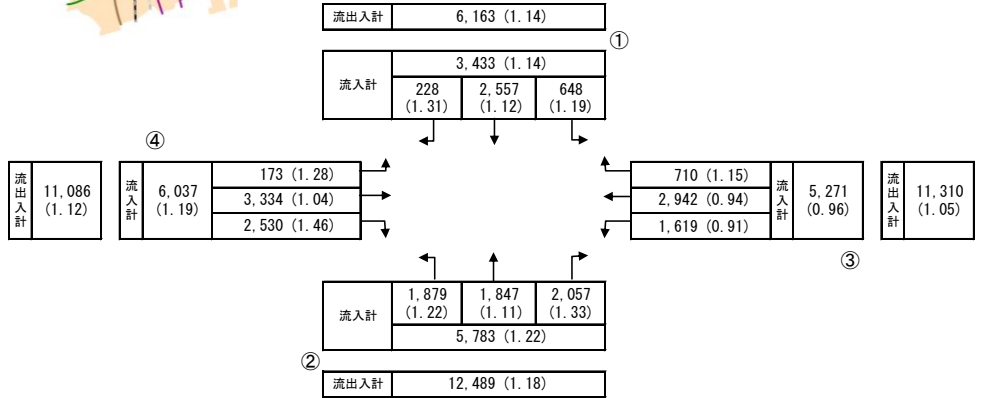 流出入計 6,163 (1.14)
①
流入計 3,433 (1.14)
228 2,557 648
(1.31) (1.12) (1.19)
④
流出入計 11,086 (1.12)
流入計 6,037 (1.19)
173 (1.28)
3,334 (1.04)
2,530 (1.46)
710 (1.15)
2,942 (0.94)
1,619 (0.91)
流入計 5,271 (0.96)
流出入計 11,310 (1.05)
③
流入計
1,879 1,847 2,057
(1.22) (1.11) (1.33)
5,783 (1.22)
②
流出入計 12,489 (1.18)